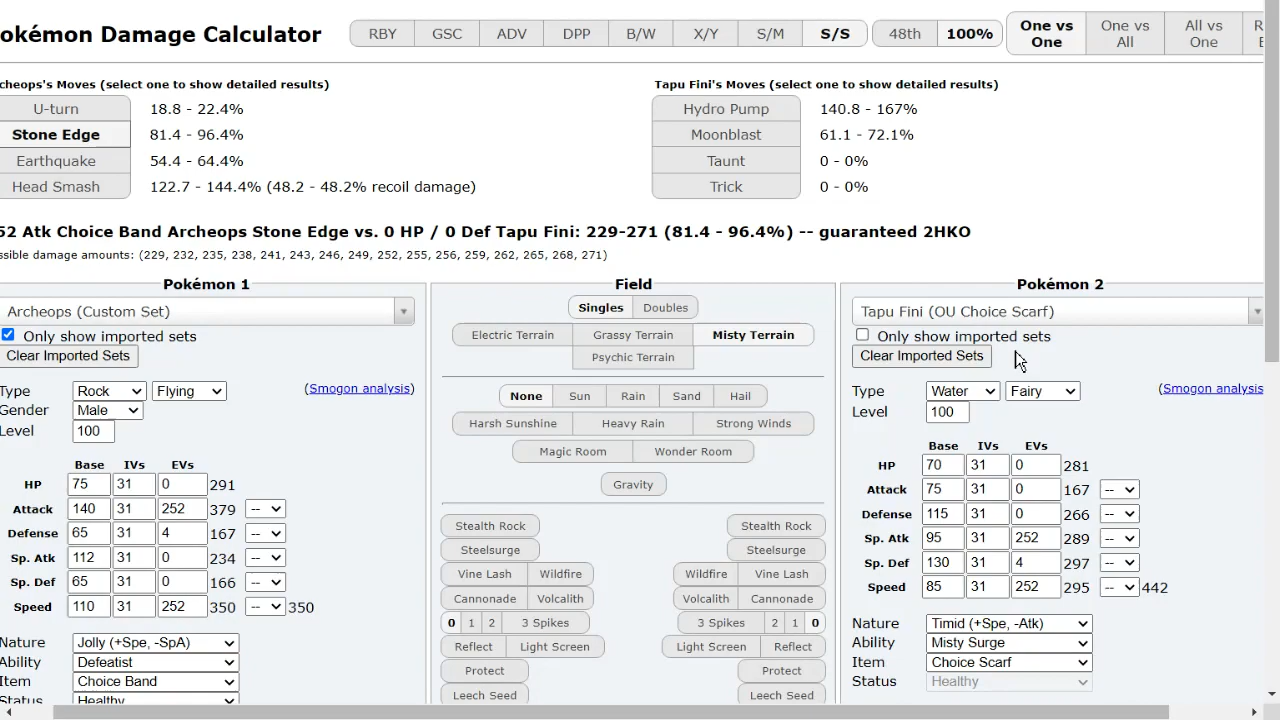 okémon Damage Calculator RBY GSC ADV DPP B/W X/Y S/M S/S 48th 100% One vs One One vs All All vs One
cheops's Moves (select one to show detailed results) Tapu Fini's Moves (select one to show detailed results)
U-turn 18.8 - 22.4% Hydro Pump 140.8 - 167%
Stone Edge 81.4 - 96.4% Moonblast 61.1 - 72.1%
Earthquake 54.4 - 64.4% Taunt 0 - 0%
Head Smash 122.7 - 144.4% (48.2 - 48.2% recoil damage) Trick 0 - 0%
52 Atk Choice Band Archeops Stone Edge vs. 0 HP / 0 Def Tapu Fini: 229-271 (81.4 - 96.4%) -- guaranteed 2HKO
ssible damage amounts: (229, 232, 235, 238, 241, 243, 246, 249, 252, 255, 256, 259, 262, 265, 268, 271)
Pokémon 1
Archeops (Custom Set)
Only show imported sets
Clear Imported Sets
Type Rock Flying (Smogon analysis)
Gender Male
Level 100
Base IVs EVs
HP 75 31 0 291
Attack 140 31 252 379 --
Defense 65 31 4 167 --
Sp. Atk 112 31 0 234 --
Sp. Def 65 31 0 166 --
Speed 110 31 252 350 -- 350
Nature Jolly (+Spe, -SpA)
Ability Defeatist
Item Choice Band
Status Healthy
Field
Singles Doubles
Electric Terrain Grassy Terrain Misty Terrain
Psychic Terrain
None Sun Rain Sand Hail
Harsh Sunshine Heavy Rain Strong Winds
Magic Room Wonder Room
Gravity
Stealth Rock Stealth Rock
Steelsurge Steelsurge
Vine Lash Wildfire Wildfire Vine Lash
Cannonade Volcalith Volcalith Cannonade
0 1 2 3 Spikes 3 Spikes 2 1 0
Reflect Light Screen Light Screen Reflect
Protect Protect
Leech Seed Leech Seed
Pokémon 2
Tapu Fini (OU Choice Scarf)
Only show imported sets
Clear Imported Sets
Type Water Fairy (Smogon analysis
Level 100
Base IVs EVs
HP 70 31 0 281
Attack 75 31 0 167 --
Defense 115 31 0 266 --
Sp. Atk 95 31 252 289 --
Sp. Def 130 31 4 297 --
Speed 85 31 252 295 -- 442
Nature Timid (+Spe, -Atk)
Ability Misty Surge
Item Choice Scarf
Status Healthy